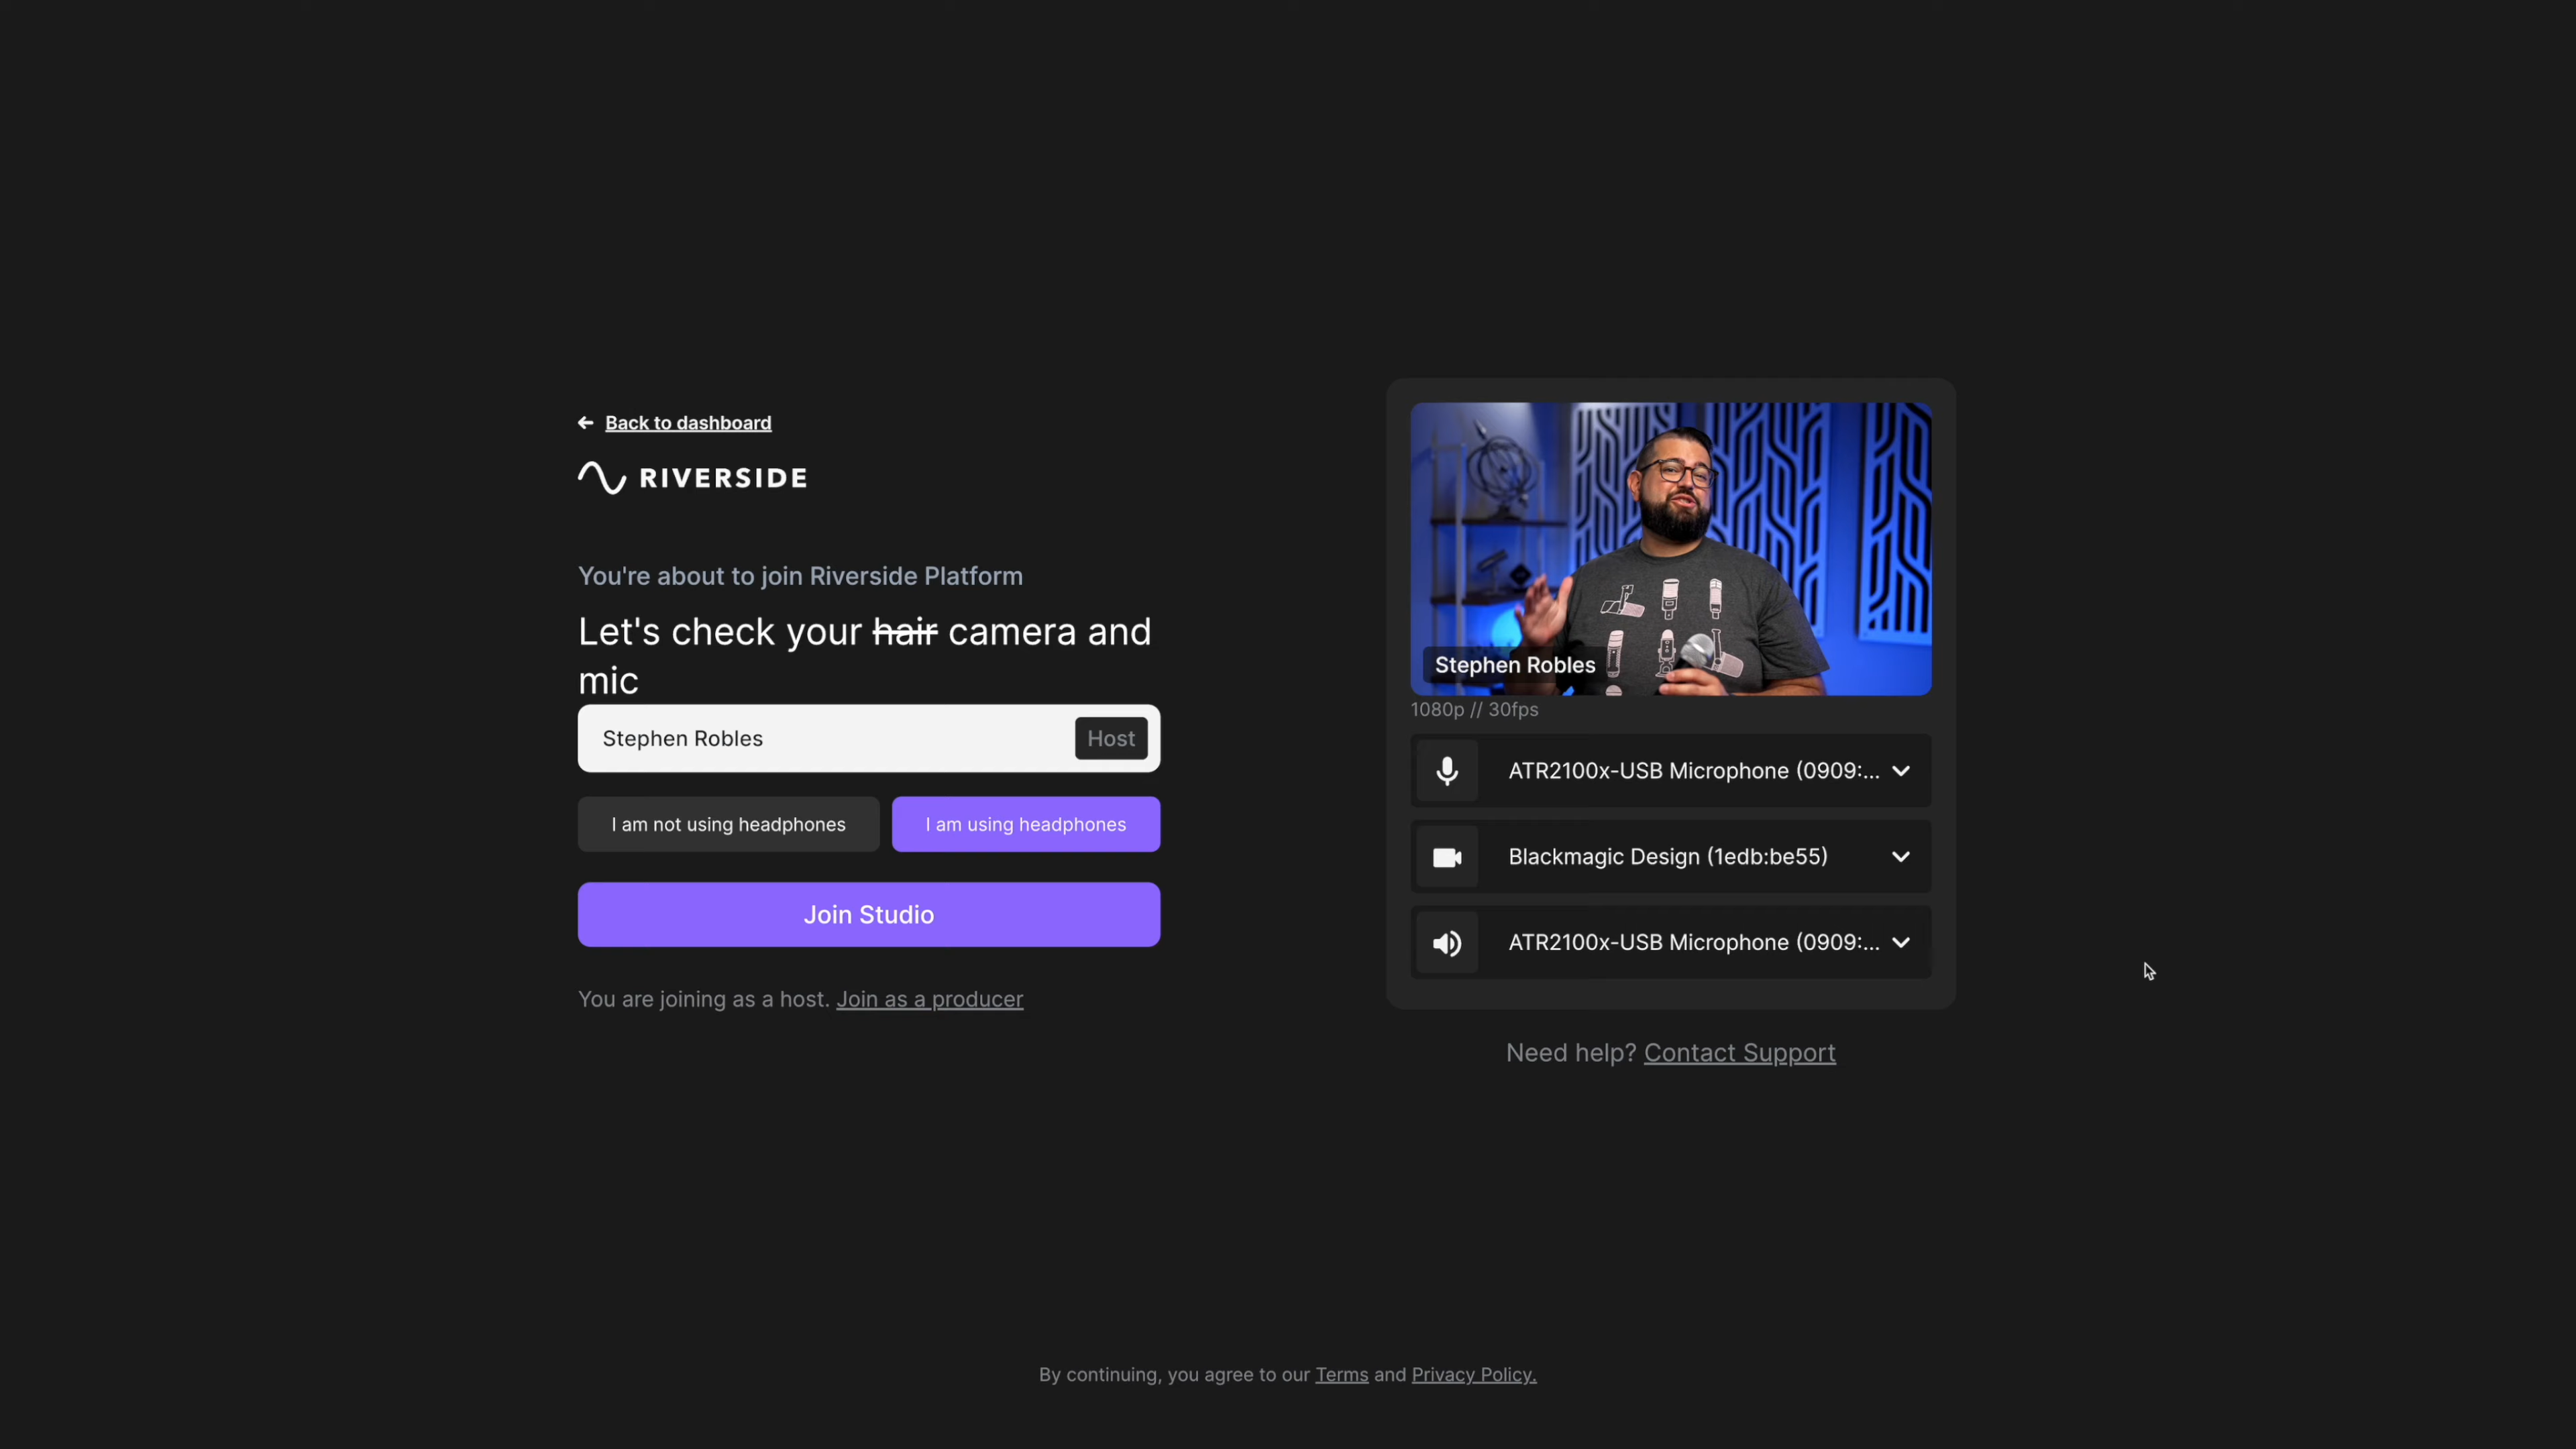 Back to dashboard
RIVERSIDE
You're about to join Riverside Platform
Let's check your hair camera and
mic
Stephen Robles
Host
I am not using headphones
I am using headphones
Join Studio
You are joining as a host. Join as a producer
Stephen Robles
1080p // 30fps
ATR2100x-USB Microphone (0909:...
Blackmagic Design (1edb:be55)
ATR2100x-USB Microphone (0909:...
Need help? Contact Support
By continuing, you agree to our Terms and Privacy Policy.